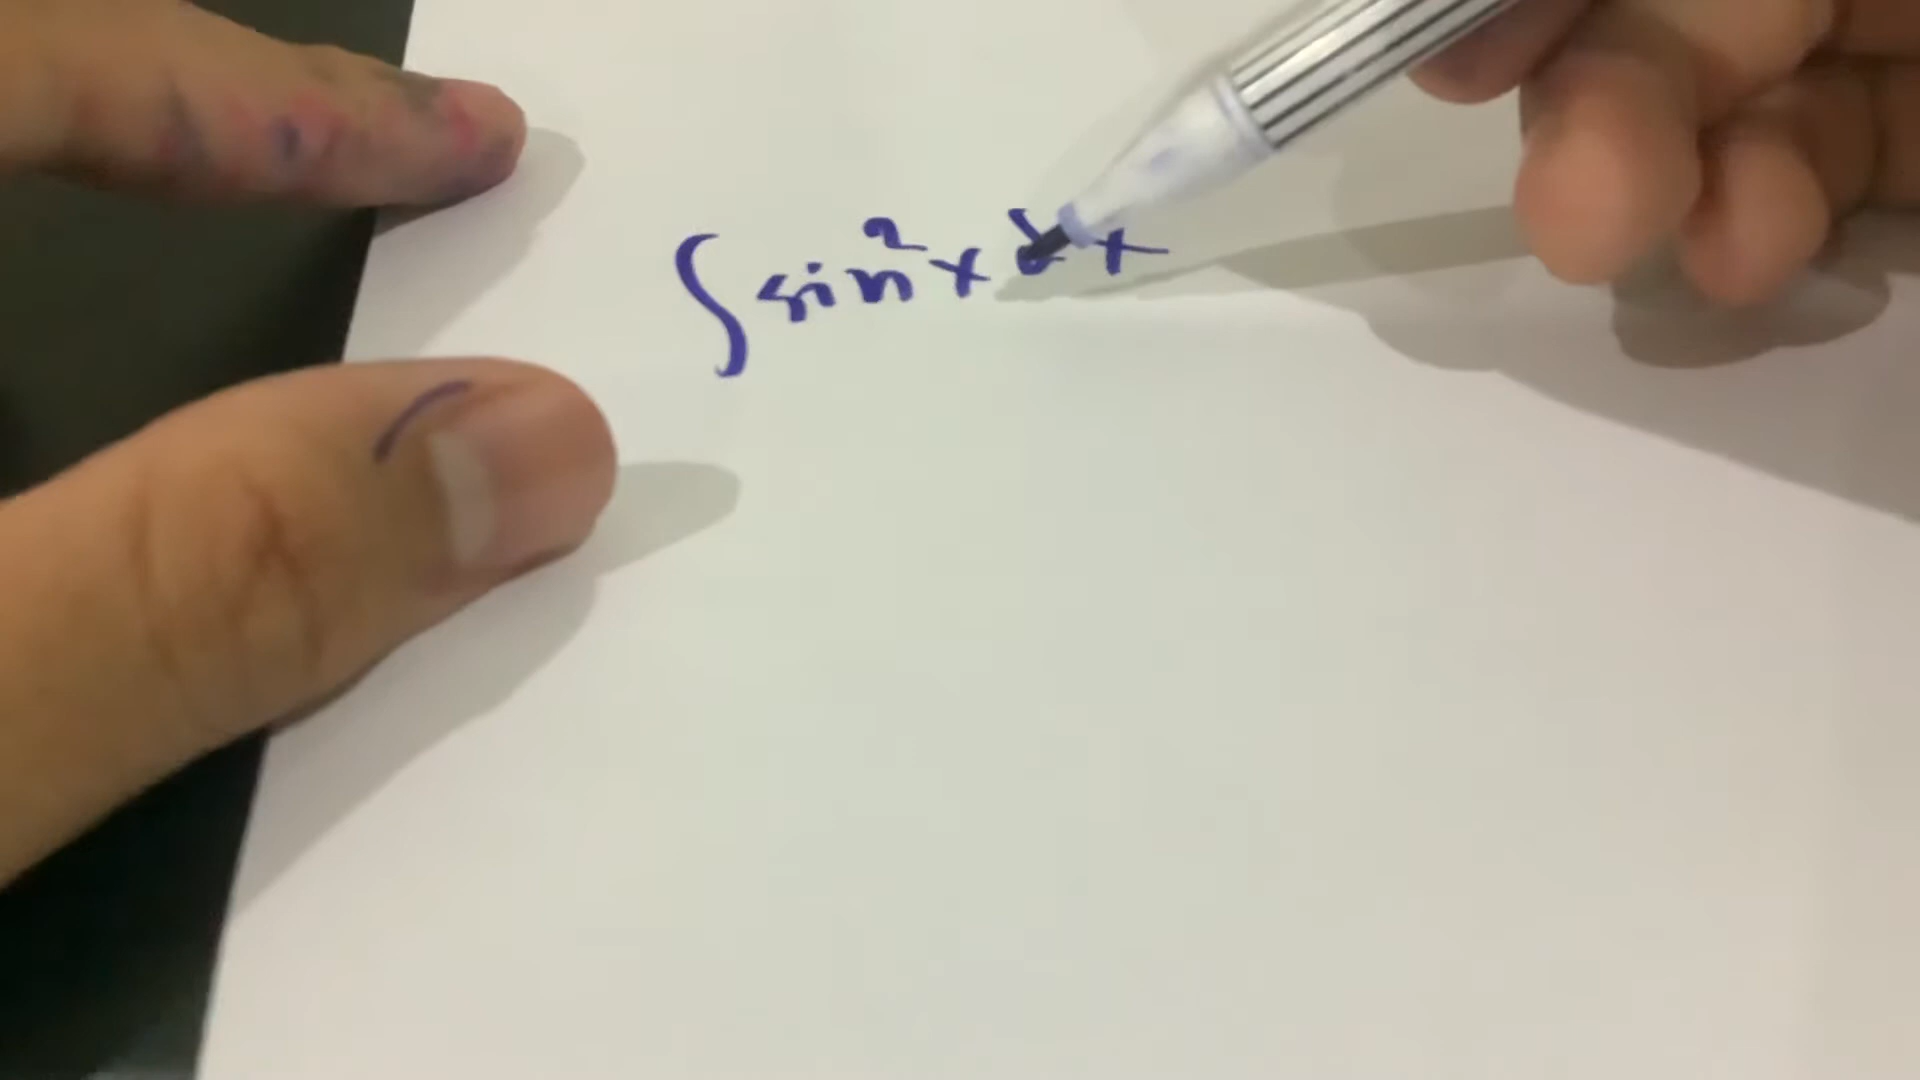 ∫ sin²x dx